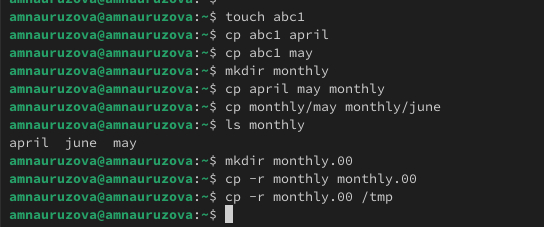 amnauruzova@amnauruzova:~$ touch abc1
amnauruzova@amnauruzova:~$ cp abc1 april
amnauruzova@amnauruzova:~$ cp abc1 may
amnauruzova@amnauruzova:~$ mkdir monthly
amnauruzova@amnauruzova:~$ cp april may monthly
amnauruzova@amnauruzova:~$ cp monthly/may monthly/june
amnauruzova@amnauruzova:~$ ls monthly
april  june  may
amnauruzova@amnauruzova:~$ mkdir monthly.00
amnauruzova@amnauruzova:~$ cp -r monthly monthly.00
amnauruzova@amnauruzova:~$ cp -r monthly.00 /tmp
amnauruzova@amnauruzova:~$